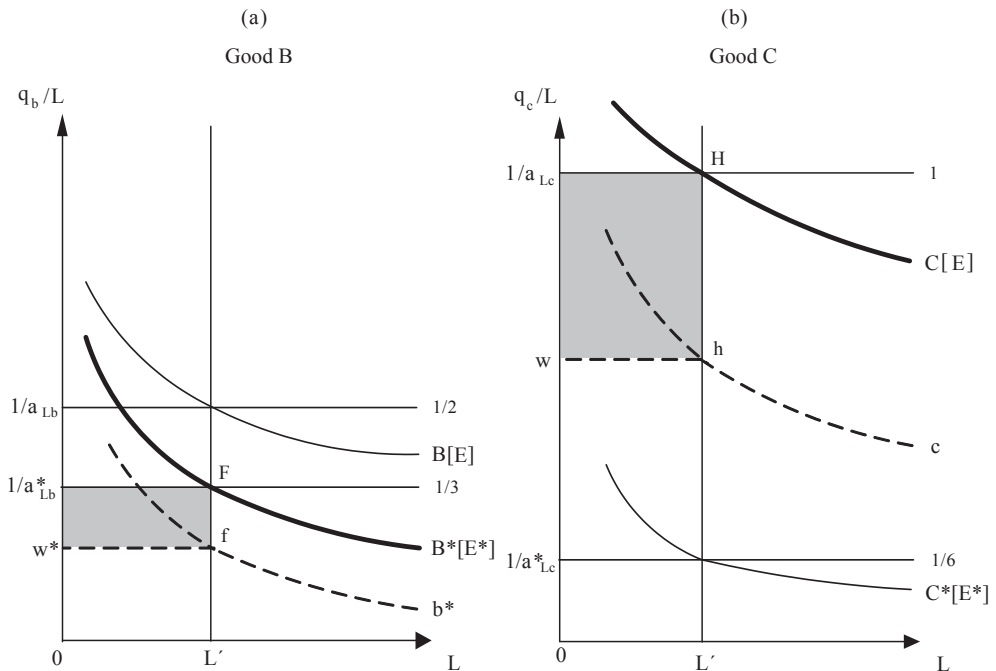 (a)
Good B
q_b/L
1/a_Lb
1/2
B[E]
F
1/a*_Lb
1/3
f
w*
B*[E*]
b*
0
L′
L
(b)
Good C
q_c/L
H
1/a_Lc
1
C[E]
h
w
c
1/a*_Lc
1/6
C*[E*]
0
L′
L